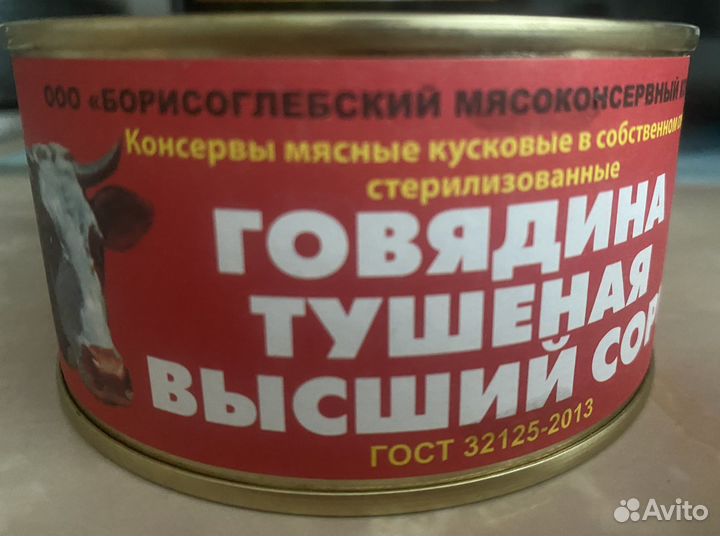 ООО «БОРИСОГЛЕБСКИЙ МЯСОКОНСЕРВНЫЙ
Консервы мясные кусковые в собственном
стерилизованные
ГОВЯДИНА
ТУШЕНАЯ
ВЫСШИЙ СОР
ГОСТ 32125-2013
Avito